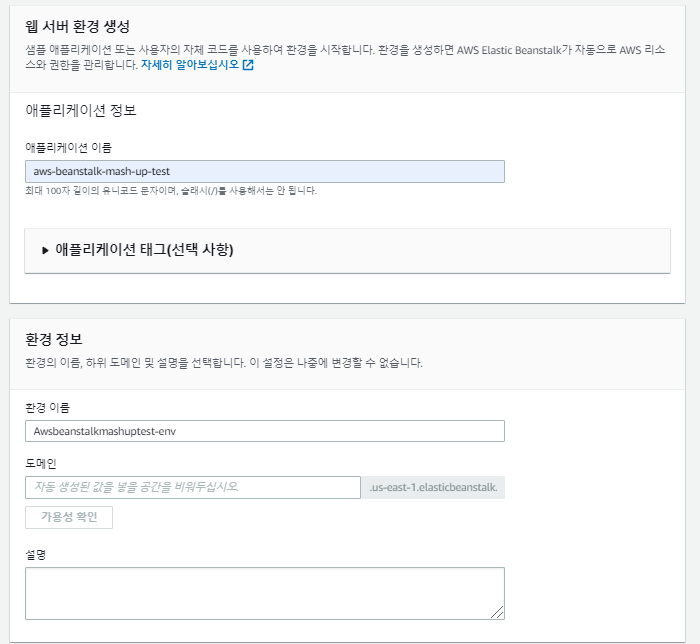 웹 서버 환경 생성
샘플 애플리케이션 또는 사용자의 자체 코드를 사용하여 환경을 시작합니다. 환경을 생성하면 AWS Elastic Beanstalk가 자동으로 AWS 리소
스와 권한을 관리합니다. 자세히 알아보십시오
애플리케이션 정보
애플리케이션 이름
aws-beanstalk-mash-up-test
최대 100자 길이의 유니코드 문자이며, 슬래시(/)를 사용해서는 안 됩니다.
애플리케이션 태그(선택 사항)
환경 정보
환경의 이름, 하위 도메인 및 설명을 선택합니다. 이 설정은 나중에 변경할 수 없습니다.
환경 이름
Awsbeanstalkmashuptest-env
도메인
자동 생성된 값을 넣을 공간을 비워두십시오. .us-east-1.elasticbeanstalk.
가용성 확인
설명